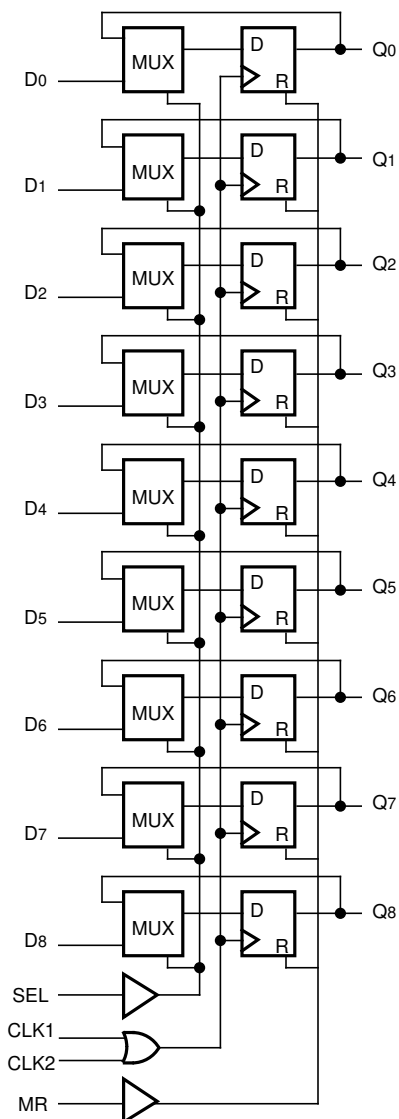 D Q0
MUX
D0 R
D Q1
MUX
D1 R
D Q2
MUX
D2 R
D Q3
MUX
D3 R
D Q4
MUX
D4 R
D Q5
MUX
D5 R
D Q6
MUX
D6 R
D Q7
MUX
D7 R
D Q8
MUX
D8 R
SEL
CLK1
CLK2
MR